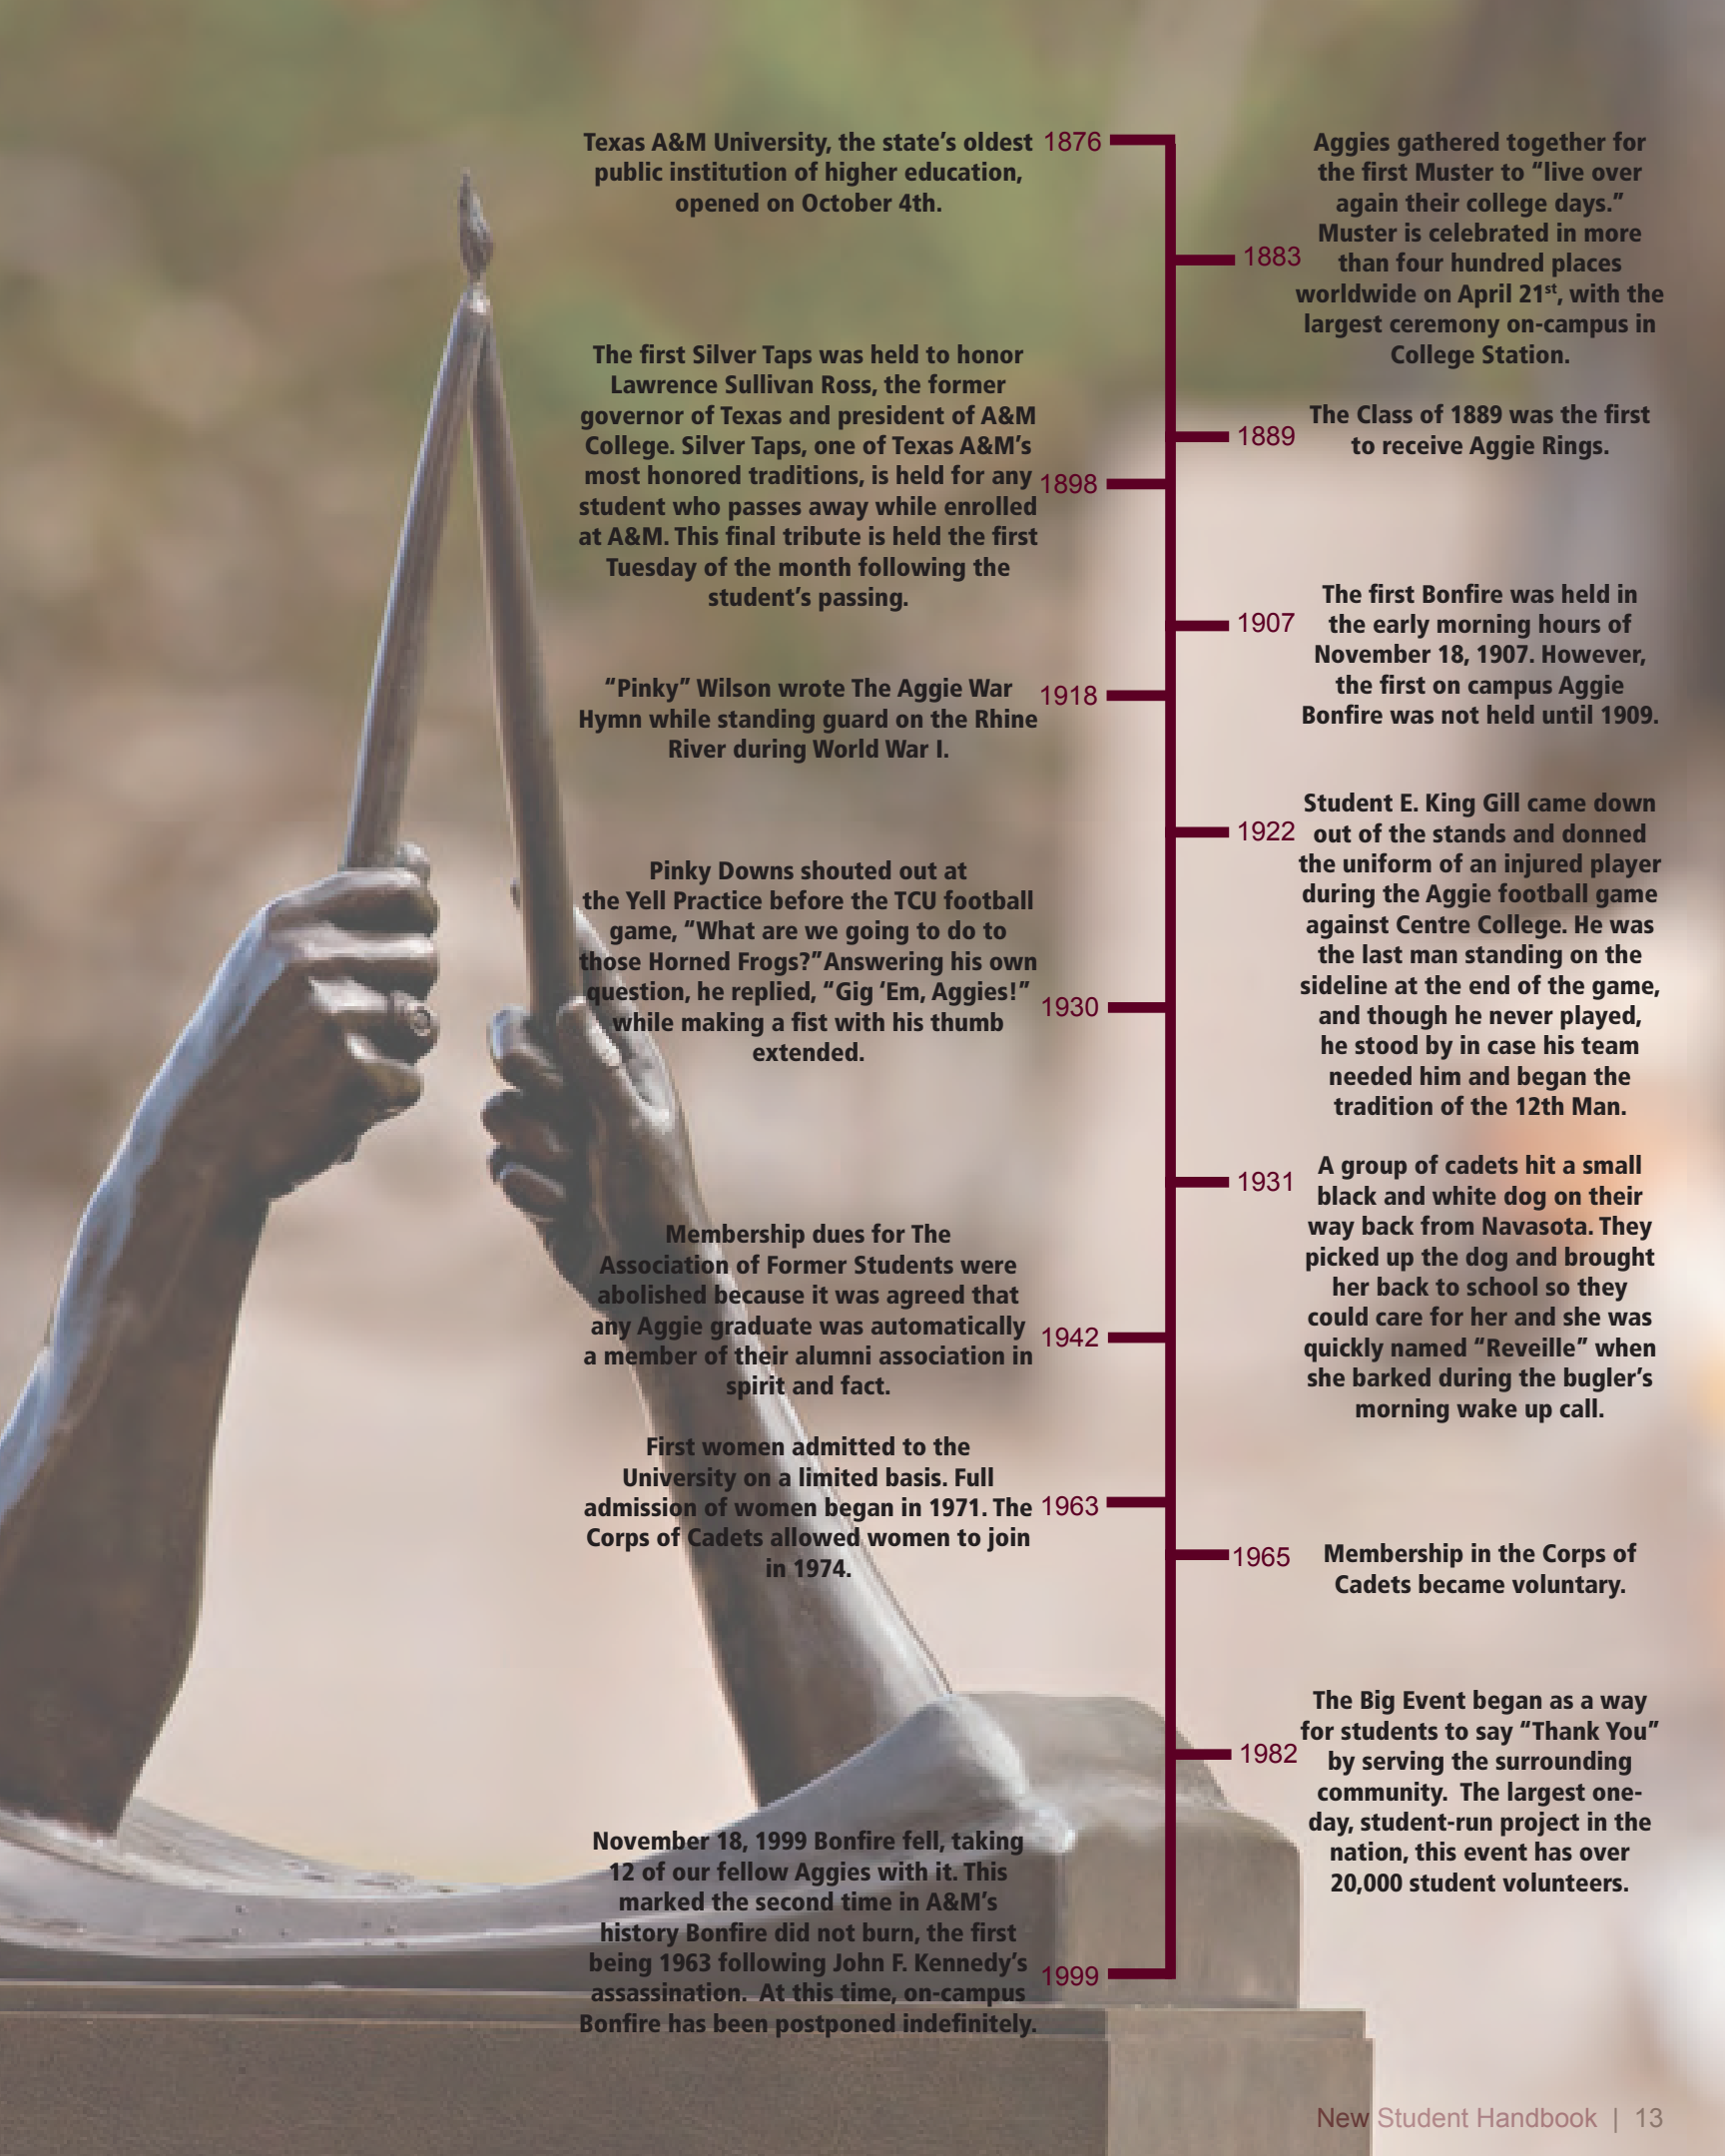 Texas A&M University, the state’s oldest
public institution of higher education,
opened on October 4th.
1876
Aggies gathered together for
the first Muster to “live over
again their college days.”
Muster is celebrated in more
than four hundred places
worldwide on April 21st, with the
largest ceremony on-campus in
College Station.
1883
The Class of 1889 was the first
to receive Aggie Rings.
1889
The first Silver Taps was held to honor
Lawrence Sullivan Ross, the former
governor of Texas and president of A&M
College. Silver Taps, one of Texas A&M’s
most honored traditions, is held for any
student who passes away while enrolled
at A&M. This final tribute is held the first
Tuesday of the month following the
student’s passing.
1898
The first Bonfire was held in
the early morning hours of
November 18, 1907. However,
the first on campus Aggie
Bonfire was not held until 1909.
1907
“Pinky” Wilson wrote The Aggie War
Hymn while standing guard on the Rhine
River during World War I.
1918
Student E. King Gill came down
out of the stands and donned
the uniform of an injured player
during the Aggie football game
against Centre College. He was
the last man standing on the
sideline at the end of the game,
and though he never played,
he stood by in case his team
needed him and began the
tradition of the 12th Man.
1922
Pinky Downs shouted out at
the Yell Practice before the TCU football
game, “What are we going to do to
those Horned Frogs?”Answering his own
question, he replied, “Gig ‘Em, Aggies!”
while making a fist with his thumb
extended.
1930
A group of cadets hit a small
black and white dog on their
way back from Navasota. They
picked up the dog and brought
her back to school so they
could care for her and she was
quickly named “Reveille” when
she barked during the bugler’s
morning wake up call.
1931
Membership dues for The
Association of Former Students were
abolished because it was agreed that
any Aggie graduate was automatically
a member of their alumni association in
spirit and fact.
1942
First women admitted to the
University on a limited basis. Full
admission of women began in 1971. The
Corps of Cadets allowed women to join
in 1974.
1963
1965
Membership in the Corps of
Cadets became voluntary.
The Big Event began as a way
for students to say “Thank You”
by serving the surrounding
community.  The largest one-
day, student-run project in the
nation, this event has over
20,000 student volunteers.
1982
November 18, 1999 Bonfire fell, taking
12 of our fellow Aggies with it. This
marked the second time in A&M’s
history Bonfire did not burn, the first
being 1963 following John F. Kennedy’s
assassination.  At this time, on-campus
Bonfire has been postponed indefinitely.
1999
New Student Handbook | 13